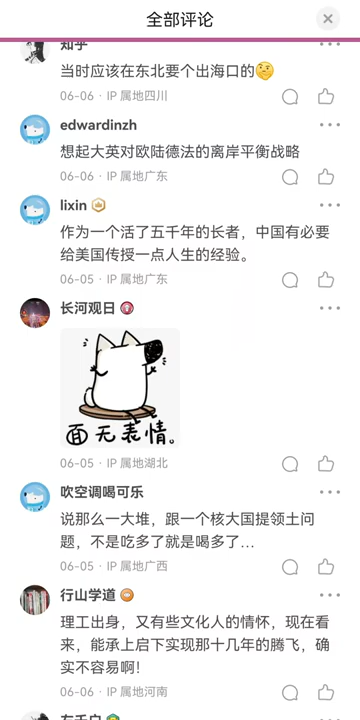 全部评论
知乎
当时应该在东北要个出海口的🤔
06-06 · IP 属地四川
edwardinzh
想起大英对欧陆德法的离岸平衡战略
06-06 · IP 属地广东
lixin
作为一个活了五千年的长者，中国有必要
给美国传授一点人生的经验。
06-05 · IP 属地广东
长河观日
面无表情。
06-05 · IP 属地湖北
吹空调喝可乐
说那么一大堆，跟一个核大国提领土问
题，不是吃多了就是喝多了...
06-05 · IP 属地广西
行山学道
理工出身，又有些文化人的情怀，现在看
来，能承上启下实现那十几年的腾飞，确
实不容易啊！
06-06 · IP 属地河南